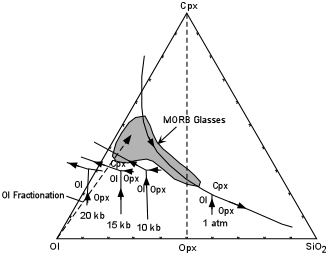 Cpx
MORB Glasses
Cpx
Ol
Opx
Ol
Opx
Ol
Opx
Cpx
Ol
Opx
Ol Fractionation
20 kb
15 kb
10 kb
1 atm
Ol
Opx
SiO2